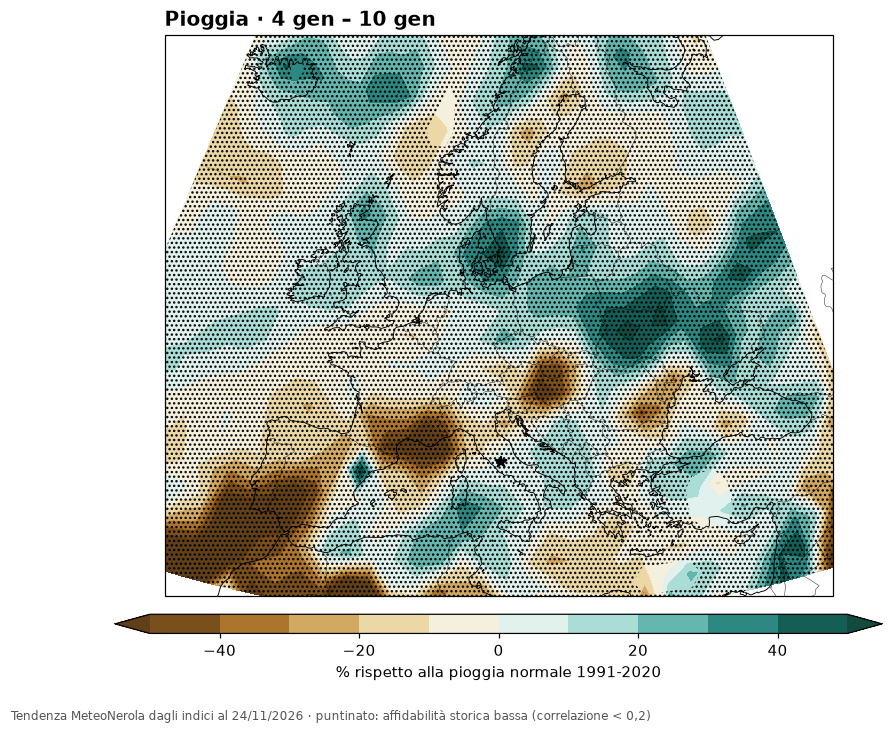 Pioggia · 4 gen – 10 gen
−40 −20 0 20 40
% rispetto alla pioggia normale 1991-2020
Tendenza MeteoNerola dagli indici al 24/11/2026 · puntinato: affidabilità storica bassa (correlazione < 0,2)